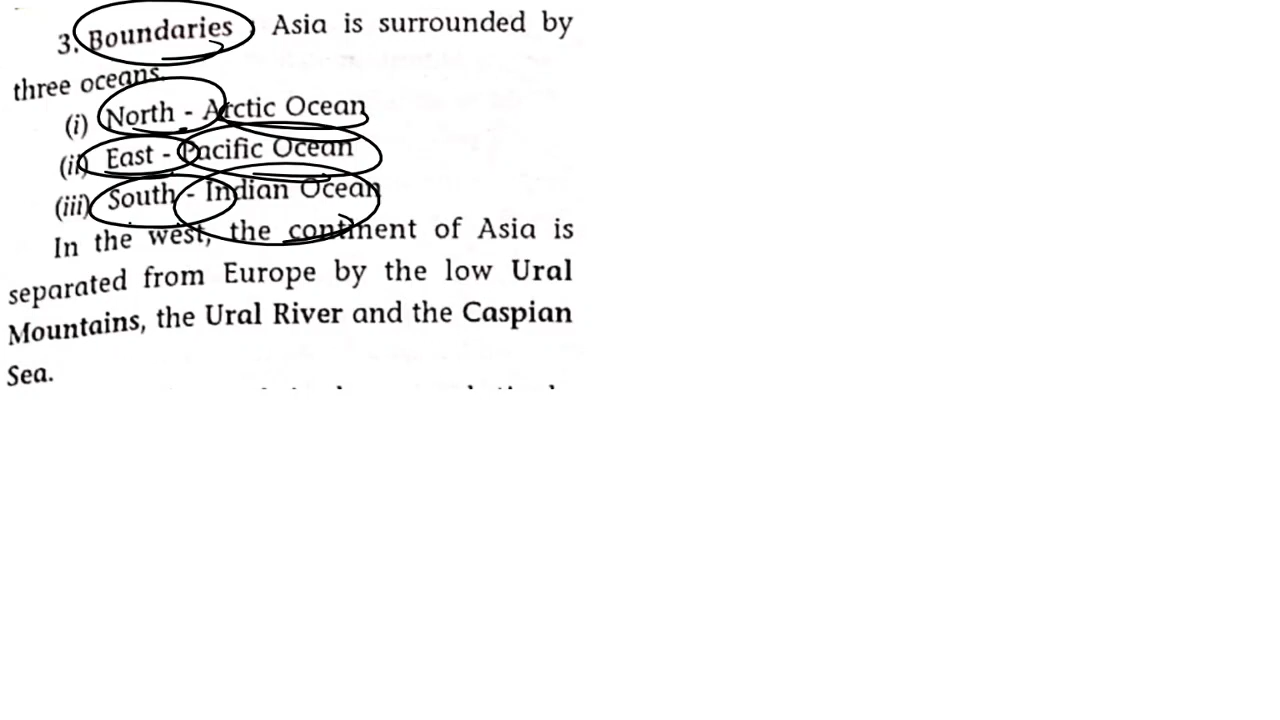 3. Boundaries : Asia is surrounded by
three oceans.
(i) North - Arctic Ocean
(ii) East - Pacific Ocean
(iii) South - Indian Ocean
In the west, the continent of Asia is
separated from Europe by the low Ural
Mountains, the Ural River and the Caspian
Sea.